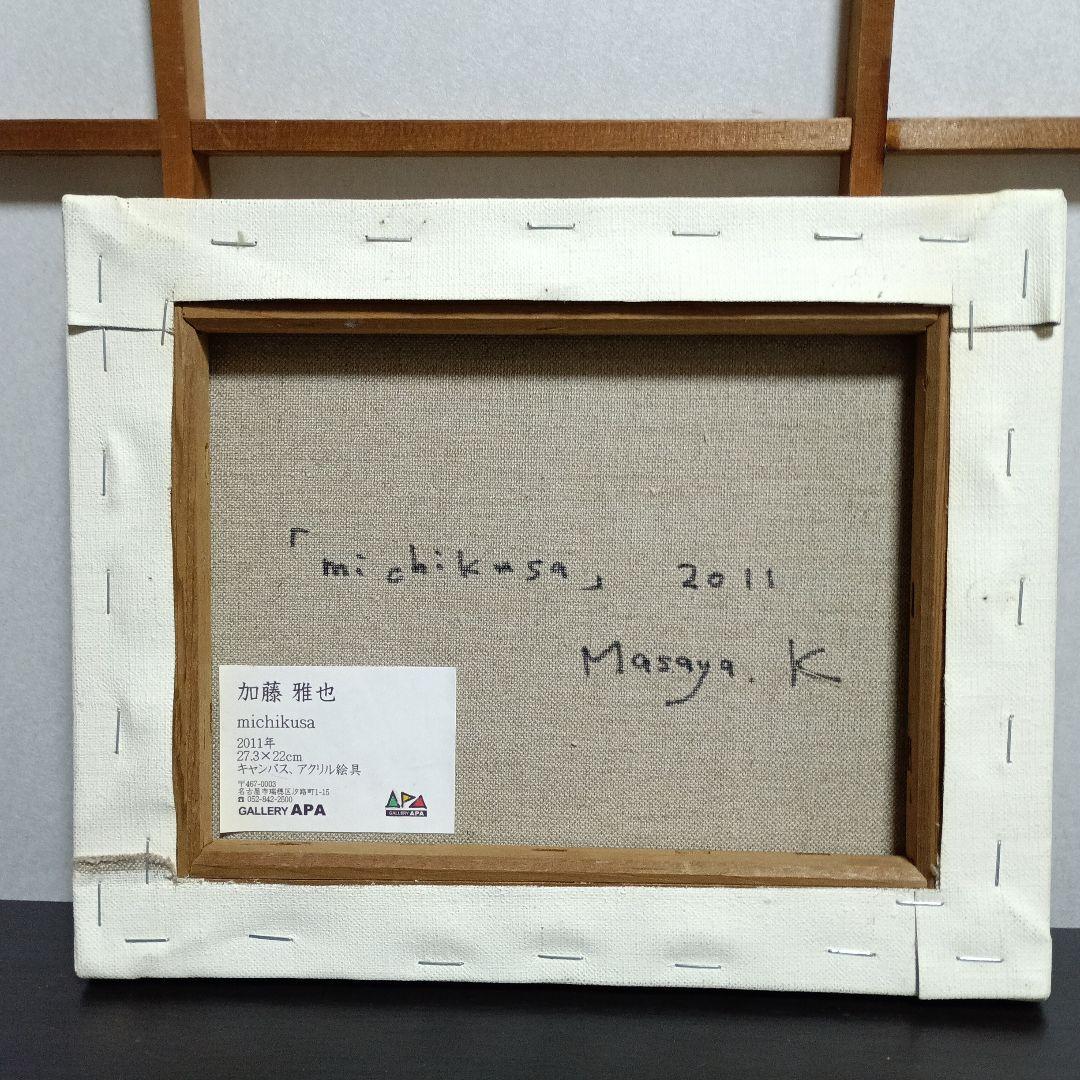 「michikusa」 2011
Masaya. K
加藤 雅也
michikusa
2011年
27.3×22cm
キャンバス、アクリル絵具
〒467-0003
名古屋市瑞穂区汐路町1-15
☎ 052-842-2500
GALLERY APA
APA
GALLERY APA